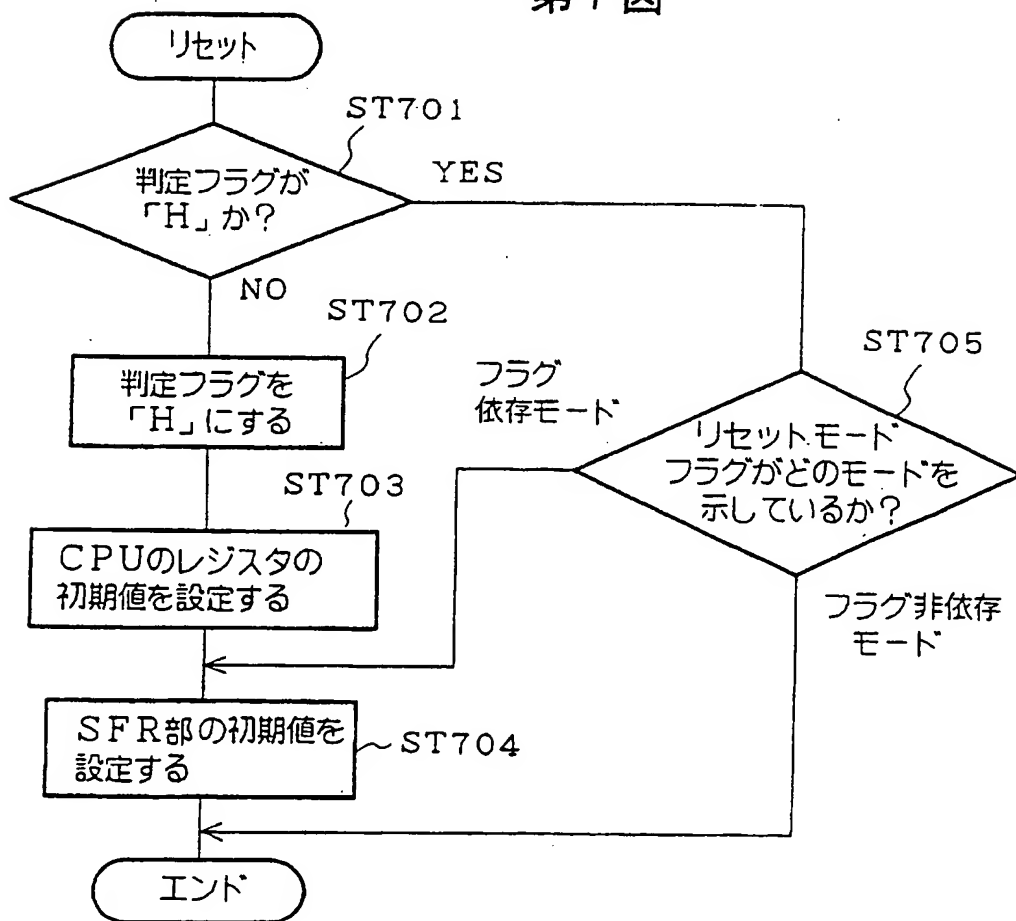 第7図
リセット
ST701
判定フラグが
「H」か?
YES
NO
ST702
判定フラグを
「H」にする
ST703
CPUのレジスタの
初期値を設定する
SFR部の初期値を
設定する
ST704
エンド
フラグ
依存モード
ST705
リセットモード
フラグがどのモードを
示しているか?
フラグ非依存
モード